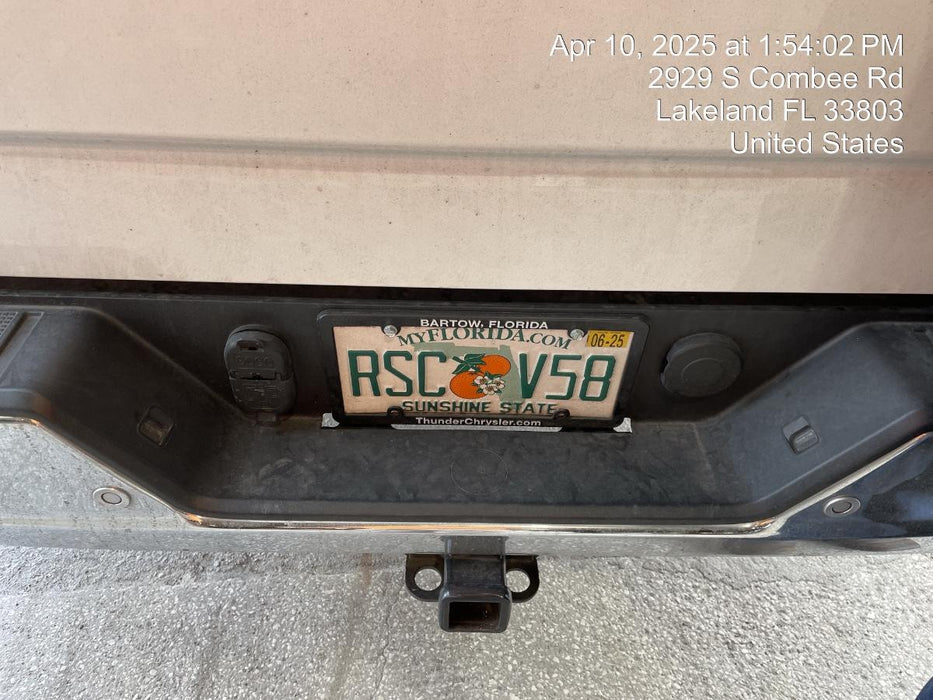 Apr 10, 2025 at 1:54:02 PM
2929 S Combee Rd
Lakeland FL 33803
United States
BARTOW, FLORIDA
MYFLORIDA.COM
06-25
RSC V58
SUNSHINE STATE
ThunderChrysler.com